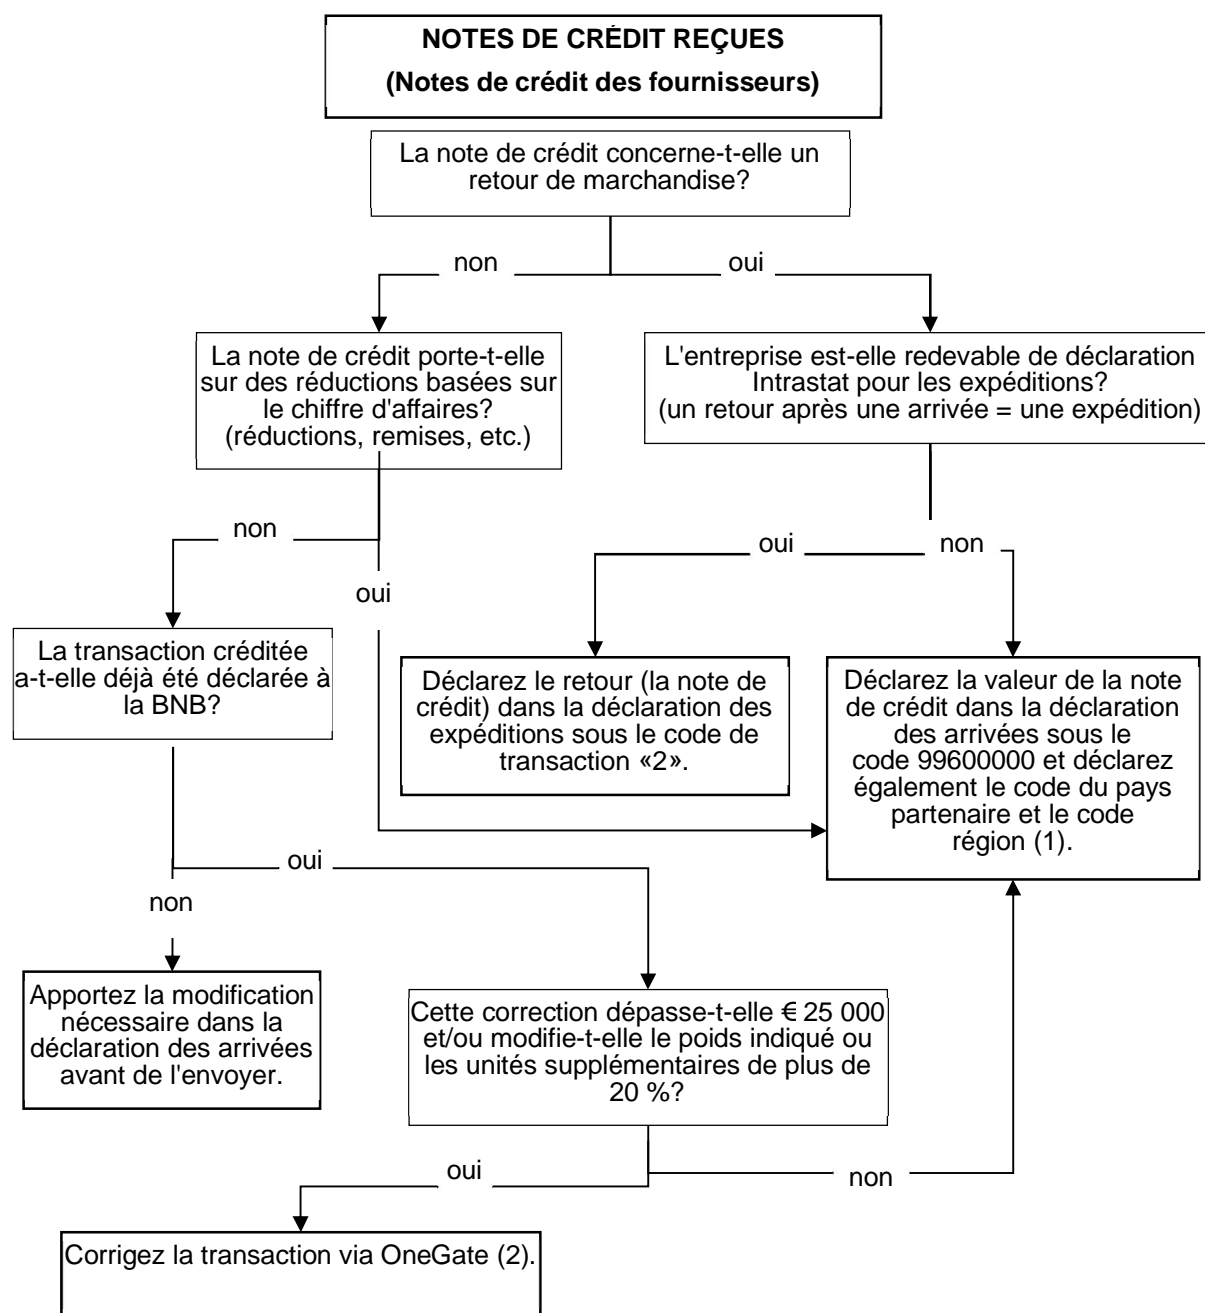 NOTES DE CRÉDIT REÇUES
(Notes de crédit des fournisseurs)
La note de crédit concerne-t-elle un
retour de marchandise?
non
oui
La note de crédit porte-t-elle
sur des réductions basées sur
le chiffre d'affaires?
(réductions, remises, etc.)
L'entreprise est-elle redevable de déclaration
Intrastat pour les expéditions?
(un retour après une arrivée = une expédition)
non
oui
oui
non
La transaction créditée
a-t-elle déjà été déclarée à
la BNB?
Déclarez le retour (la note de
crédit) dans la déclaration des
expéditions sous le code de
transaction «2».
Déclarez la valeur de la note
de crédit dans la déclaration
des arrivées sous le
code 99600000 et déclarez
également le code du pays
partenaire et le code
région (1).
oui
non
Apportez la modification
nécessaire dans la
déclaration des arrivées
avant de l'envoyer.
Cette correction dépasse-t-elle € 25 000
et/ou modifie-t-elle le poids indiqué ou
les unités supplémentaires de plus de
20 %?
oui
non
Corrigez la transaction via OneGate (2).